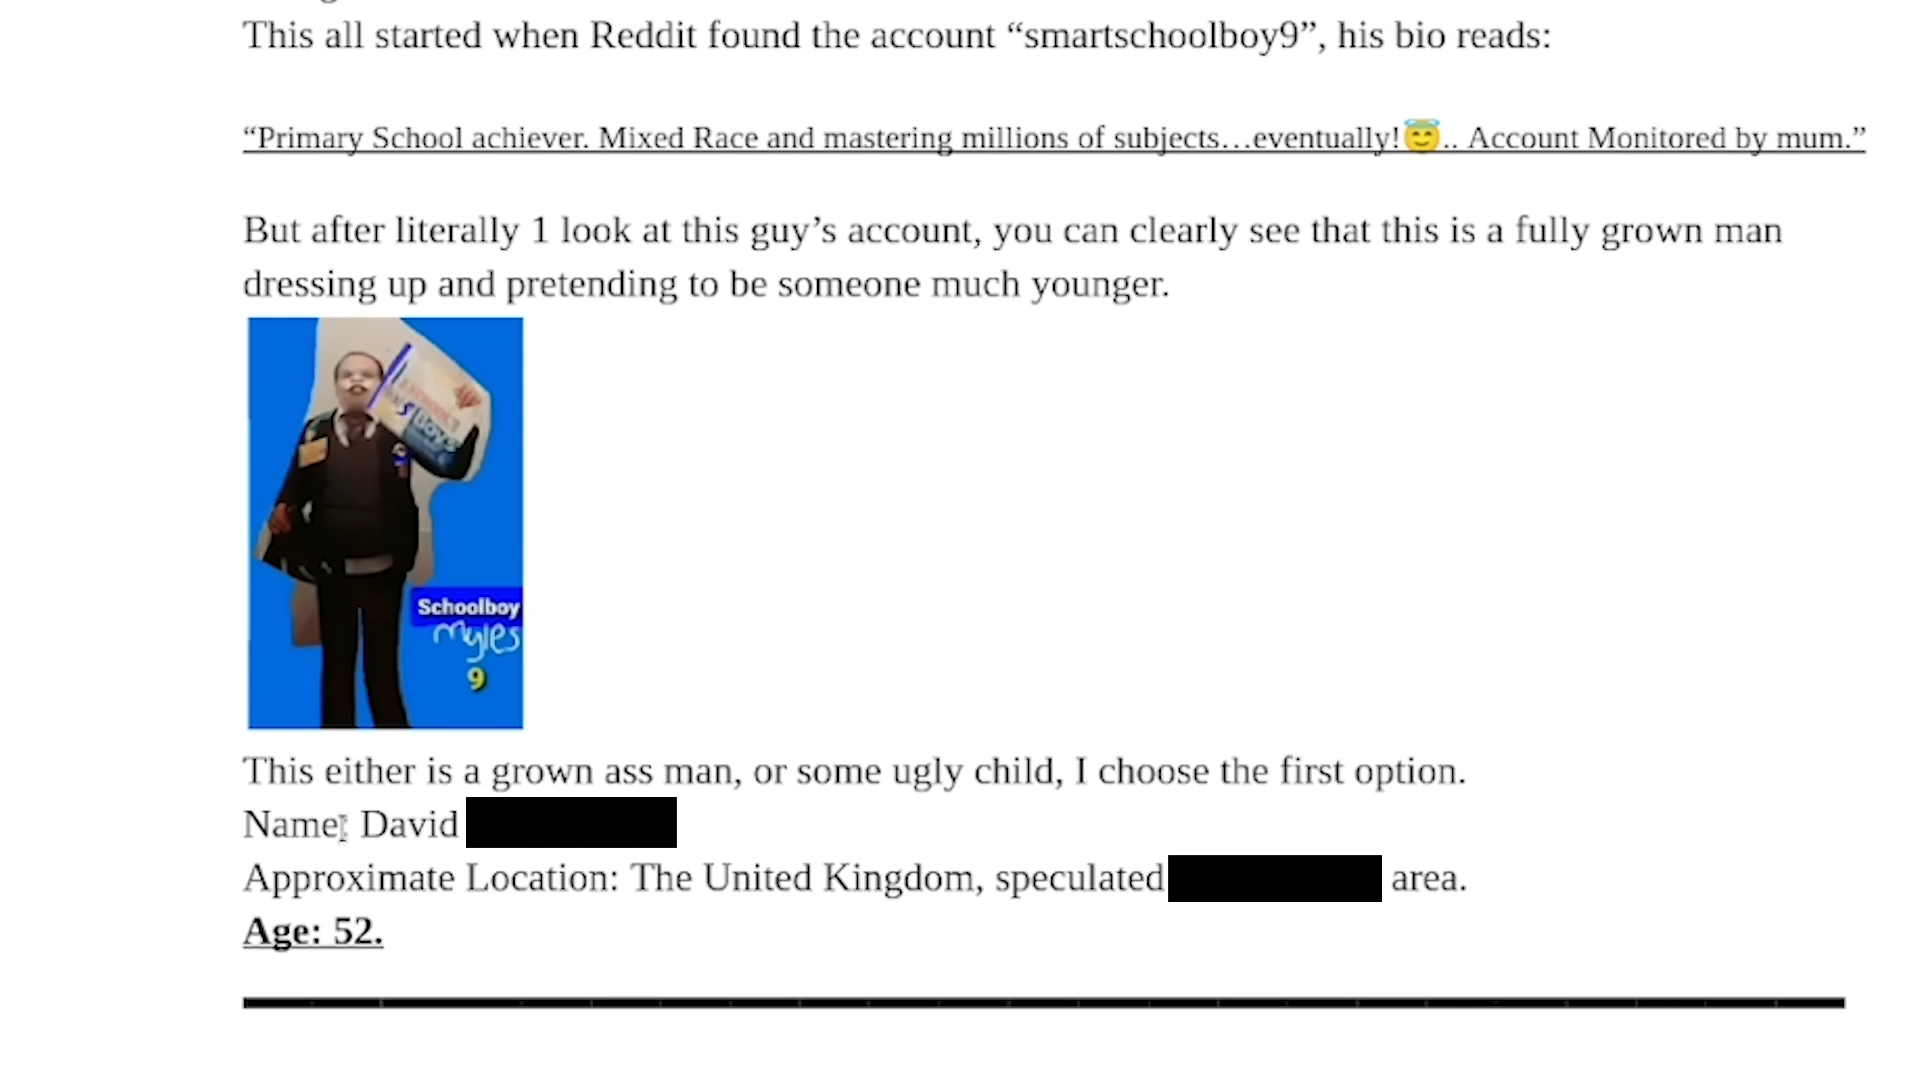 This all started when Reddit found the account “smartschoolboy9”, his bio reads:
“Primary School achiever. Mixed Race and mastering millions of subjects…eventually!😇.. Account Monitored by mum.”
But after literally 1 look at this guy’s account, you can clearly see that this is a fully grown man
dressing up and pretending to be someone much younger.
Boys
Schoolboy
myles
9
This either is a grown ass man, or some ugly child, I choose the first option.
Name: David
Approximate Location: The United Kingdom, speculated area.
Age: 52.